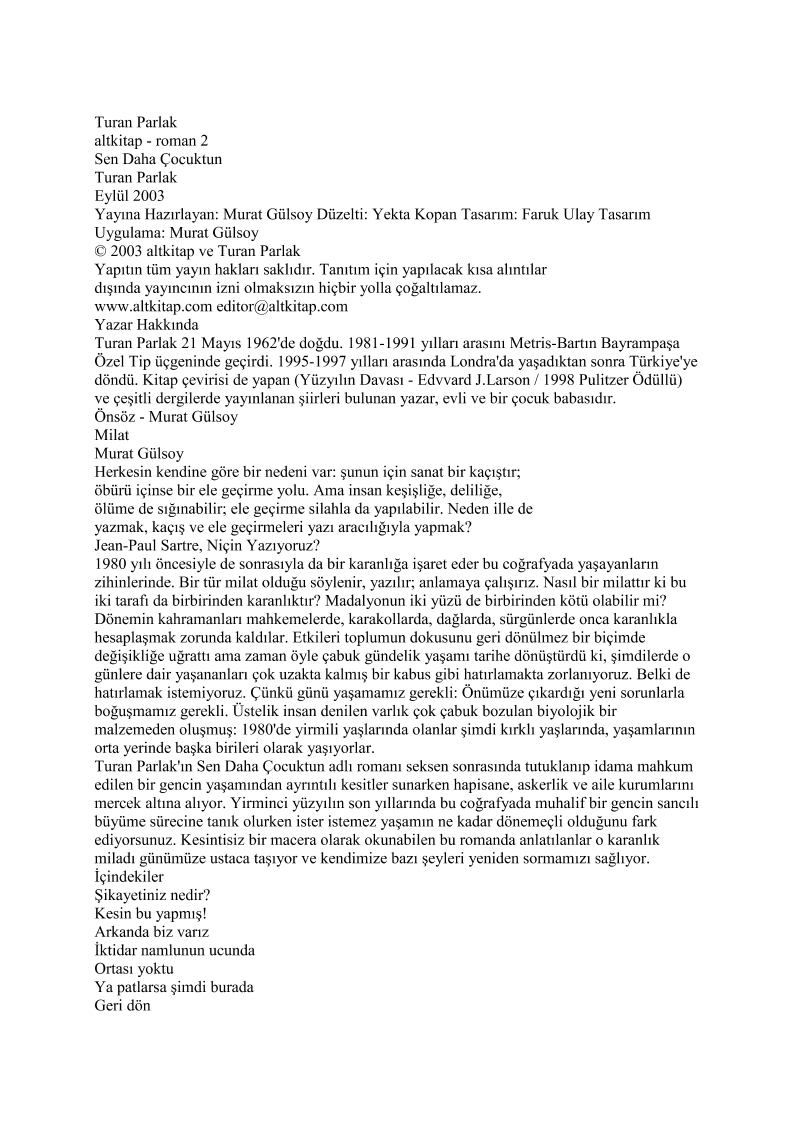 Turan Parlak
altkitap - roman 2
Sen Daha Çocuktun
Turan Parlak
Eylül 2003
Yayına Hazırlayan: Murat Gülsoy Düzelti: Yekta Kopan Tasarım: Faruk Ulay Tasarım
Uygulama: Murat Gülsoy
© 2003 altkitap ve Turan Parlak
Yapıtın tüm yayın hakları saklıdır. Tanıtım için yapılacak kısa alıntılar
dışında yayıncının izni olmaksızın hiçbir yolla çoğaltılamaz.
www.altkitap.com editor@altkitap.com
Yazar Hakkında
Turan Parlak 21 Mayıs 1962'de doğdu. 1981-1991 yılları arasını Metris-Bartın Bayrampaşa
Özel Tip üçgeninde geçirdi. 1995-1997 yılları arasında Londra'da yaşadıktan sonra Türkiye'ye
döndü. Kitap çevirisi de yapan (Yüzyılın Davası - Edvvard J.Larson / 1998 Pulitzer Ödüllü)
ve çeşitli dergilerde yayınlanan şiirleri bulunan yazar, evli ve bir çocuk babasıdır.
Önsöz - Murat Gülsoy
Milat
Murat Gülsoy
Herkesin kendine göre bir nedeni var: şunun için sanat bir kaçıştır;
öbürü içinse bir ele geçirme yolu. Ama insan keşişliğe, deliliğe,
ölüme de sığınabilir; ele geçirme silahla da yapılabilir. Neden ille de
yazmak, kaçış ve ele geçirmeleri yazı aracılığıyla yapmak?
Jean-Paul Sartre, Niçin Yazıyoruz?
1980 yılı öncesiyle de sonrasıyla da bir karanlığa işaret eder bu coğrafyada yaşayanların
zihinlerinde. Bir tür milat olduğu söylenir, yazılır; anlamaya çalışırız. Nasıl bir milattır ki bu
iki tarafı da birbirinden karanlıktır? Madalyonun iki yüzü de birbirinden kötü olabilir mi?
Dönemin kahramanları mahkemelerde, karakollarda, dağlarda, sürgünlerde onca karanlıkla
hesaplaşmak zorunda kaldılar. Etkileri toplumun dokusunu geri dönülmez bir biçimde
değişikliğe uğrattı ama zaman öyle çabuk gündelik yaşamı tarihe dönüştürdü ki, şimdilerde o
günlere dair yaşananları çok uzakta kalmış bir kabus gibi hatırlamakta zorlanıyoruz. Belki de
hatırlamak istemiyoruz. Çünkü günü yaşamamız gerekli: Önümüze çıkardığı yeni sorunlarla
boğuşmamız gerekli. Üstelik insan denilen varlık çok çabuk bozulan biyolojik bir
malzemeden oluşmuş: 1980'de yirmili yaşlarında olanlar şimdi kırklı yaşlarında, yaşamlarının
orta yerinde başka birileri olarak yaşıyorlar.
Turan Parlak'ın Sen Daha Çocuktun adlı romanı seksen sonrasında tutuklanıp idama mahkum
edilen bir gencin yaşamından ayrıntılı kesitler sunarken hapisane, askerlik ve aile kurumlarını
mercek altına alıyor. Yirminci yüzyılın son yıllarında bu coğrafyada muhalif bir gencin sancılı
büyüme sürecine tanık olurken ister istemez yaşamın ne kadar dönemeçli olduğunu fark
ediyorsunuz. Kesintisiz bir macera olarak okunabilen bu romanda anlatılanlar o karanlık
miladı günümüze ustaca taşıyor ve kendimize bazı şeyleri yeniden sormamızı sağlıyor.
İçindekiler
Şikayetiniz nedir?
Kesin bu yapmış!
Arkanda biz varız
İktidar namlunun ucunda
Ortası yoktu
Ya patlarsa şimdi burada
Geri dön